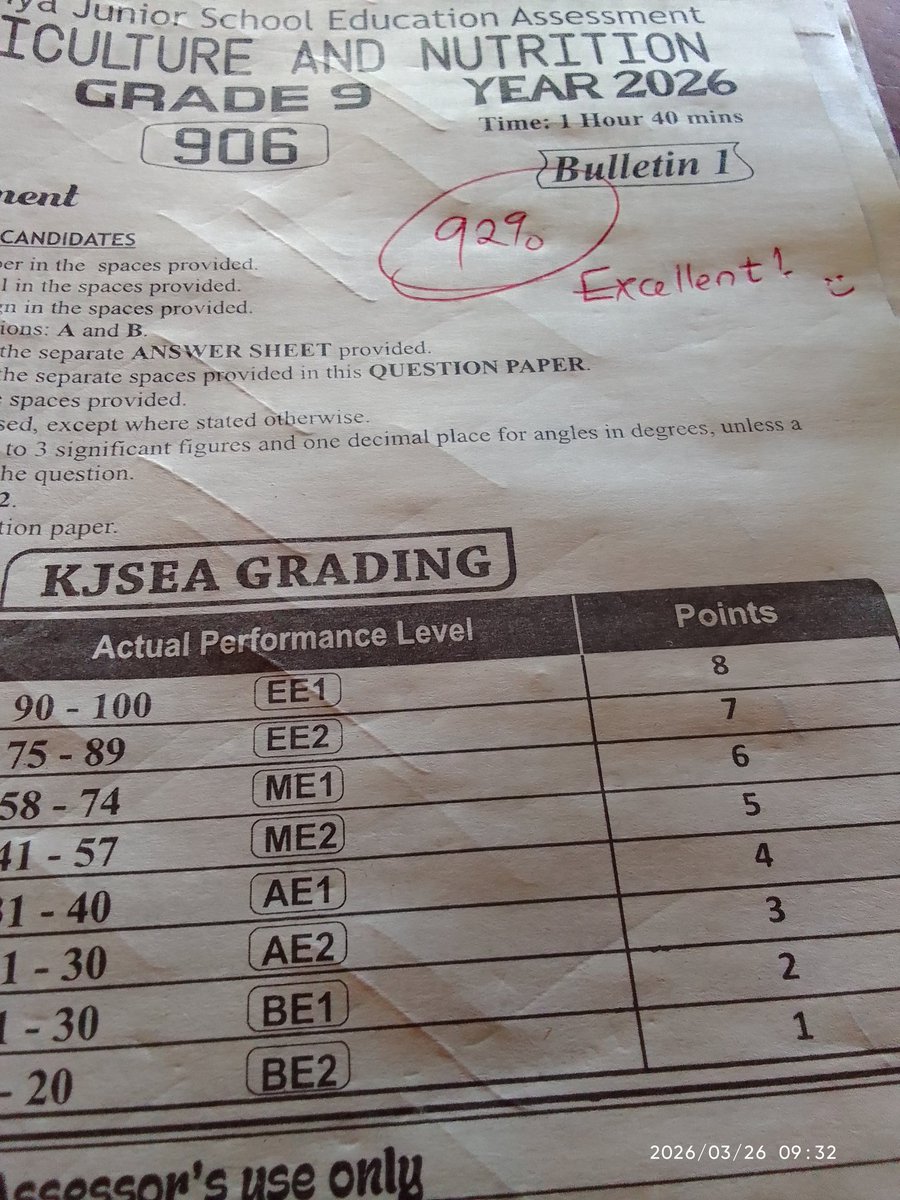 Junior School Education Assessment
ICULTURE AND NUTRITION
GRADE 9 YEAR 2026
Time: 1 Hour 40 mins
906
Bulletin 1
92%
Excellent!
CANDIDATES
in the spaces provided.
in the spaces provided.
in the spaces provided.
ions: A and B.
the separate ANSWER SHEET provided.
the separate spaces provided in this QUESTION PAPER.
spaces provided.
sed, except where stated otherwise.
to 3 significant figures and one decimal place for angles in degrees, unless a
he question.
2.
tion paper.
KJSEA GRADING
Actual Performance Level Points
90 - 100 EE1 8
75 - 89 EE2 7
58 - 74 ME1 6
41 - 57 ME2 5
1 - 40 AE1 4
1 - 30 AE2 3
1 - 30 BE1 2
- 20 BE2 1
Assessor's use only
2026/03/26 09:32